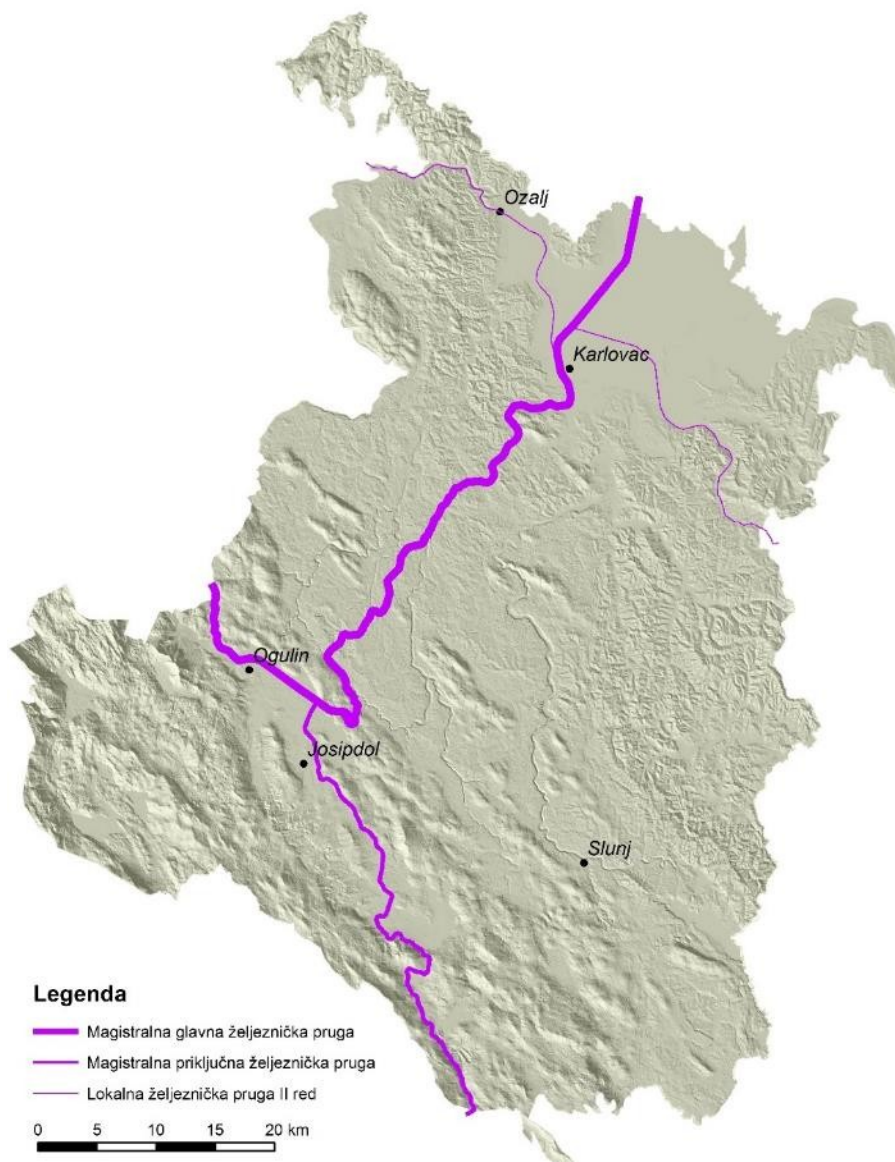 Ozalj
Karlovac
Ogulin
Josipdol
Slunj
Legenda
Magistralna glavna željeznička pruga
Magistralna priključna željeznička pruga
Lokalna željeznička pruga II red
0 5 10 15 20 km